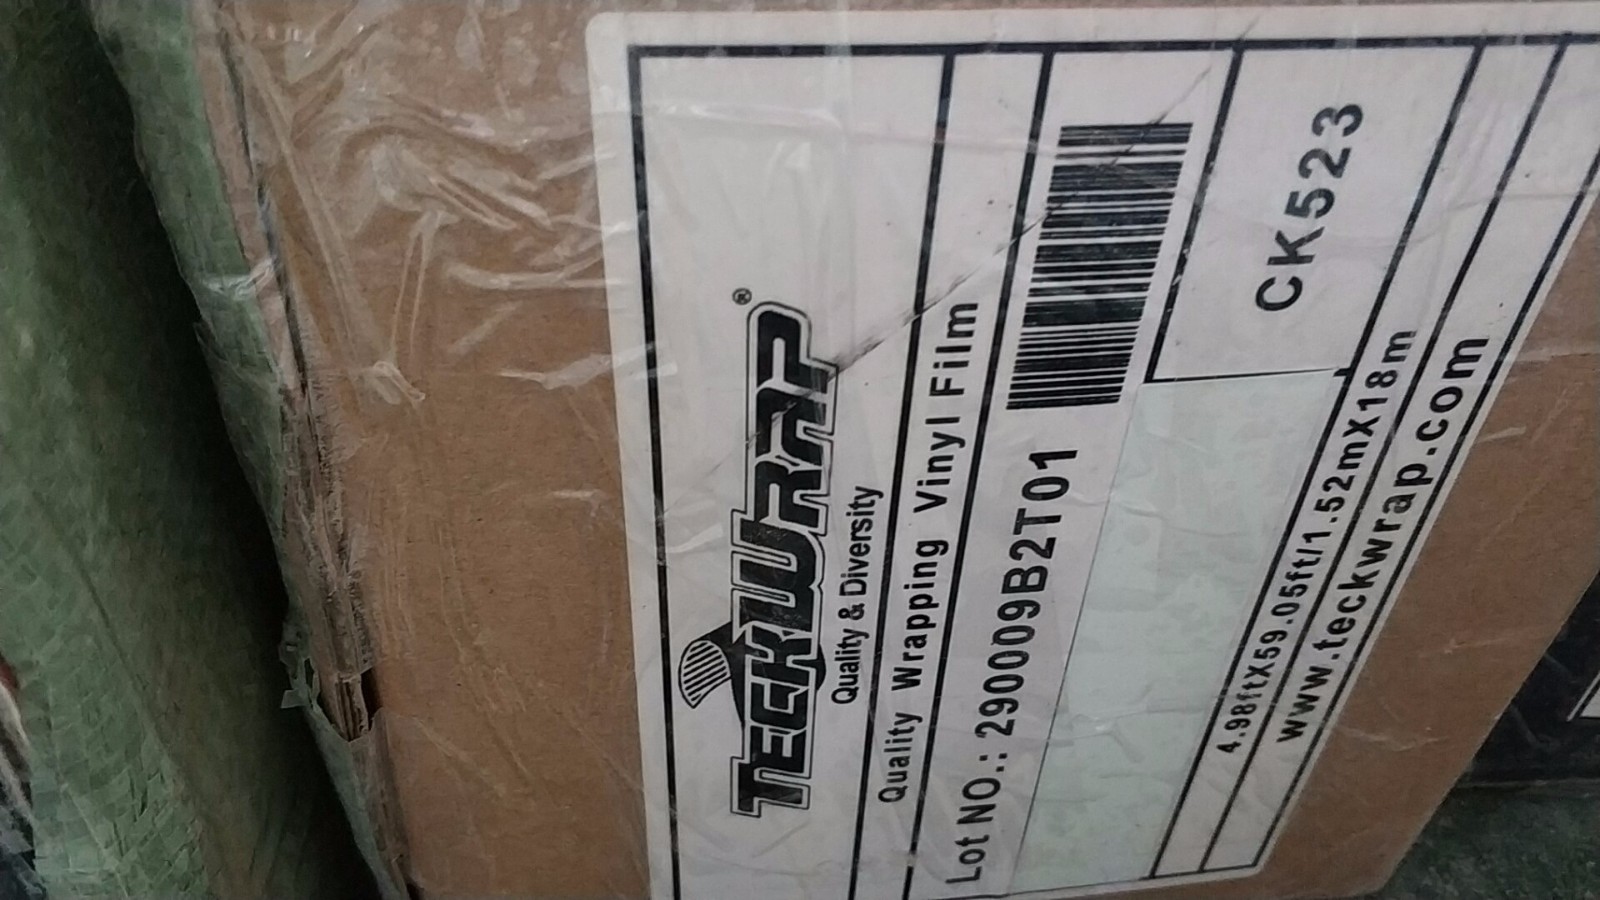 TECKWRAP®
Quality & Diversity
Quality Wrapping Vinyl Film
Lot NO.: 290009B2T01
CK523
4.98ftX59.05ft/1.52mX18m
www.teckwrap.com